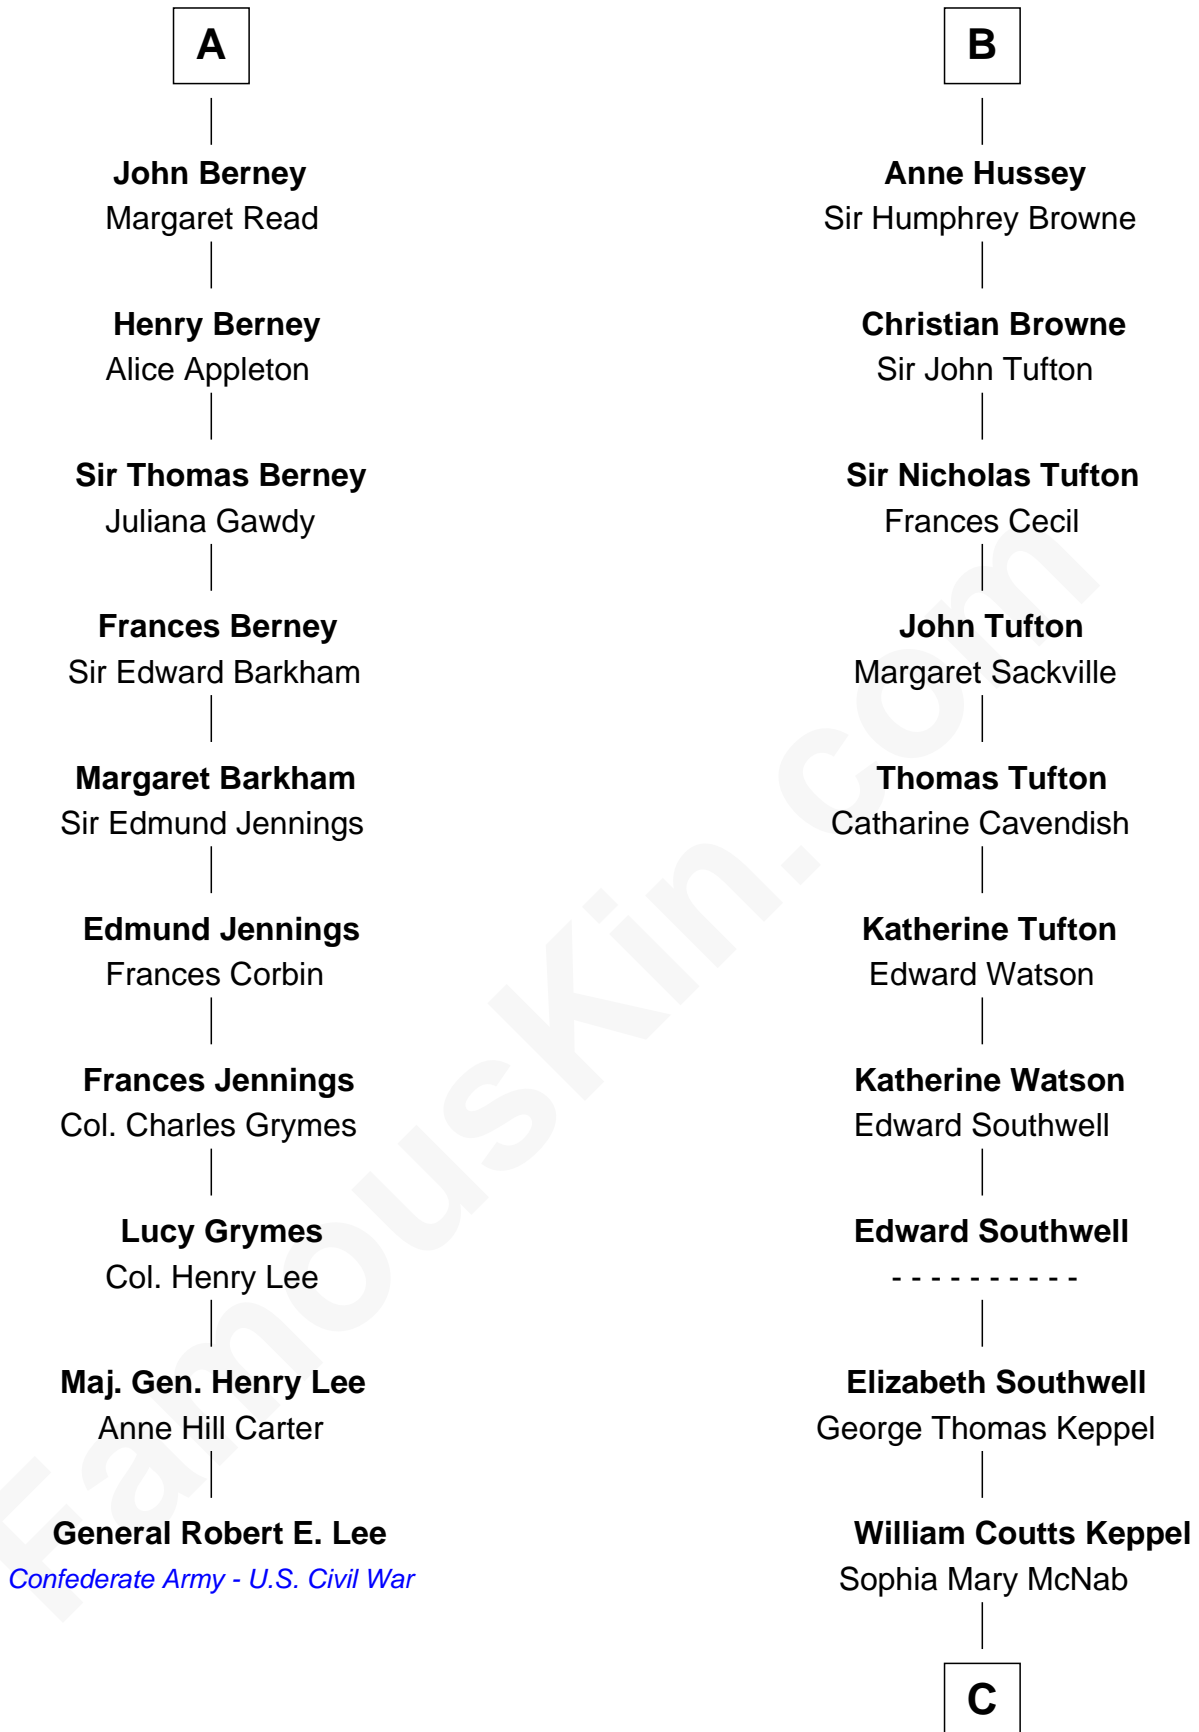 A
John Berney
Margaret Read
Henry Berney
Alice Appleton
Sir Thomas Berney
Juliana Gawdy
Frances Berney
Sir Edward Barkham
Margaret Barkham
Sir Edmund Jennings
Edmund Jennings
Frances Corbin
Frances Jennings
Col. Charles Grymes
Lucy Grymes
Col. Henry Lee
Maj. Gen. Henry Lee
Anne Hill Carter
General Robert E. Lee
Confederate Army - U.S. Civil War
B
Anne Hussey
Sir Humphrey Browne
Christian Browne
Sir John Tufton
Sir Nicholas Tufton
Frances Cecil
John Tufton
Margaret Sackville
Thomas Tufton
Catharine Cavendish
Katherine Tufton
Edward Watson
Katherine Watson
Edward Southwell
Edward Southwell
- - - - - - - - - -
Elizabeth Southwell
George Thomas Keppel
William Coutts Keppel
Sophia Mary McNab
C
FamousKin.com